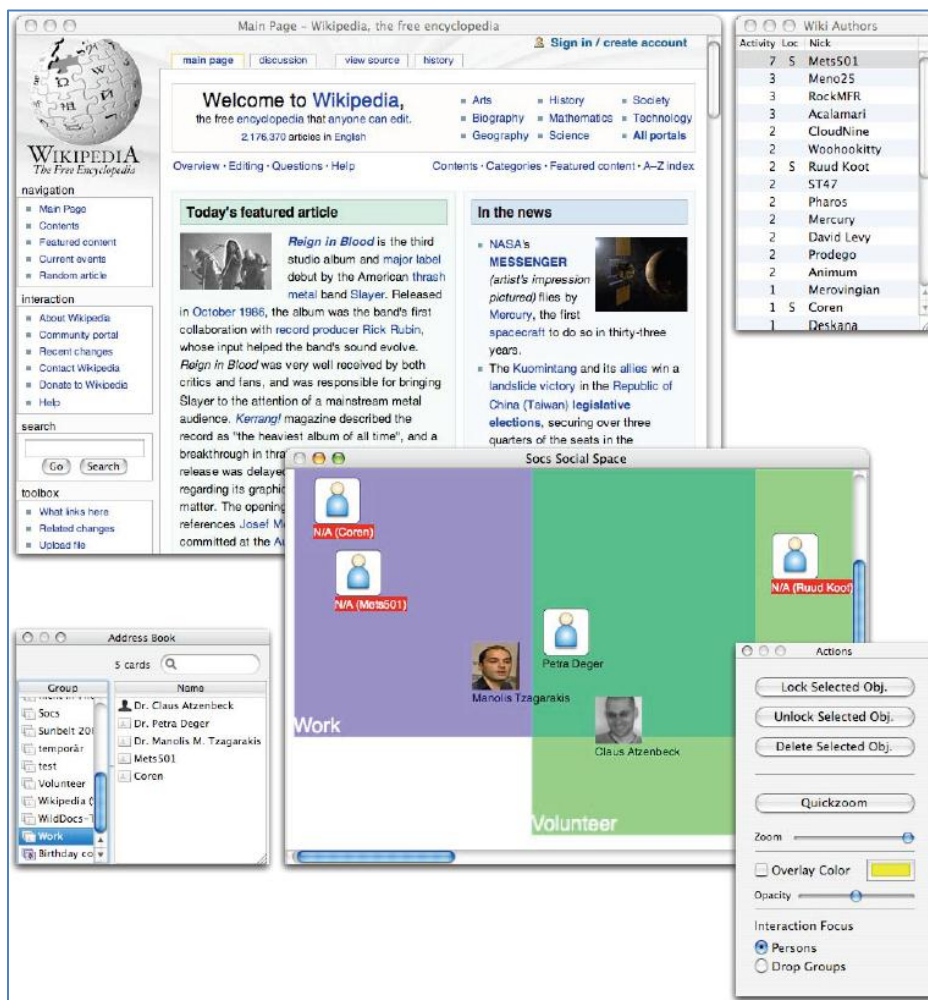 Main Page – Wikipedia, the free encyclopedia
Sign in / create account
main page
discussion
view source
history
Welcome to Wikipedia,
the free encyclopedia that anyone can edit.
2,176,370 articles in English
Arts
History
Society
Biography
Mathematics
Technology
Geography
Science
All portals
Overview · Editing · Questions · Help
Contents · Categories · Featured content · A–Z index
WIKIPEDIA
The Free Encyclopedia
navigation
Main Page
Contents
Featured content
Current events
Random article
interaction
About Wikipedia
Community portal
Recent changes
Contact Wikipedia
Donate to Wikipedia
Help
search
Go
Search
toolbox
What links here
Related changes
Upload file
Today's featured article
Reign in Blood is the third
studio album and major label
debut by the American thrash
metal band Slayer. Released
in October 1986, the album was the band's first
collaboration with record producer Rick Rubin,
whose input helped the band's sound evolve.
Reign in Blood was very well received by both
critics and fans, and was responsible for bringing
Slayer to the attention of a mainstream metal
audience. Kerrang! magazine described the
record as "the heaviest album of all time", and a
breakthrough in
release was delayed
regarding its
matter. The opening
references Josef
committed at the
In the news
NASA's
MESSENGER
(artist's impression
pictured) flies by
Mercury, the first
spacecraft to do so in thirty-three
years.
The Kuomintang and its allies win a
landslide victory in the Republic of
China (Taiwan) legislative
elections, securing over three
quarters of the seats in the
Wiki Authors
Activity Loc Nick
7 S Mets501
3 Meno25
3 RockMFR
3 Acalamari
2 CloudNine
2 Woohookitty
2 S Ruud Koot
2 ST47
2 Pharos
2 Mercury
2 David Levy
2 Prodego
2 Animum
1 Merovingian
1 S Coren
1 Deskana
Socs Social Space
N/A (Coren)
N/A (Mets501)
N/A (Ruud Koot)
Petra Deger
Manolis Tzagarakis
Claus Atzenbeck
Work
Volunteer
Address Book
5 cards
Group
Name
Socs
Sunbelt 200
temporär
test
Volunteer
Wikipedia (
WildDocs-T
Work
Birthday co
Dr. Claus Atzenbeck
Dr. Petra Deger
Dr. Manolis M. Tzagarakis
Mets501
Coren
Actions
Lock Selected Obj.
Unlock Selected Obj.
Delete Selected Obj.
Quickzoom
Zoom
Overlay Color
Opacity
Interaction Focus
Persons
Drop Groups